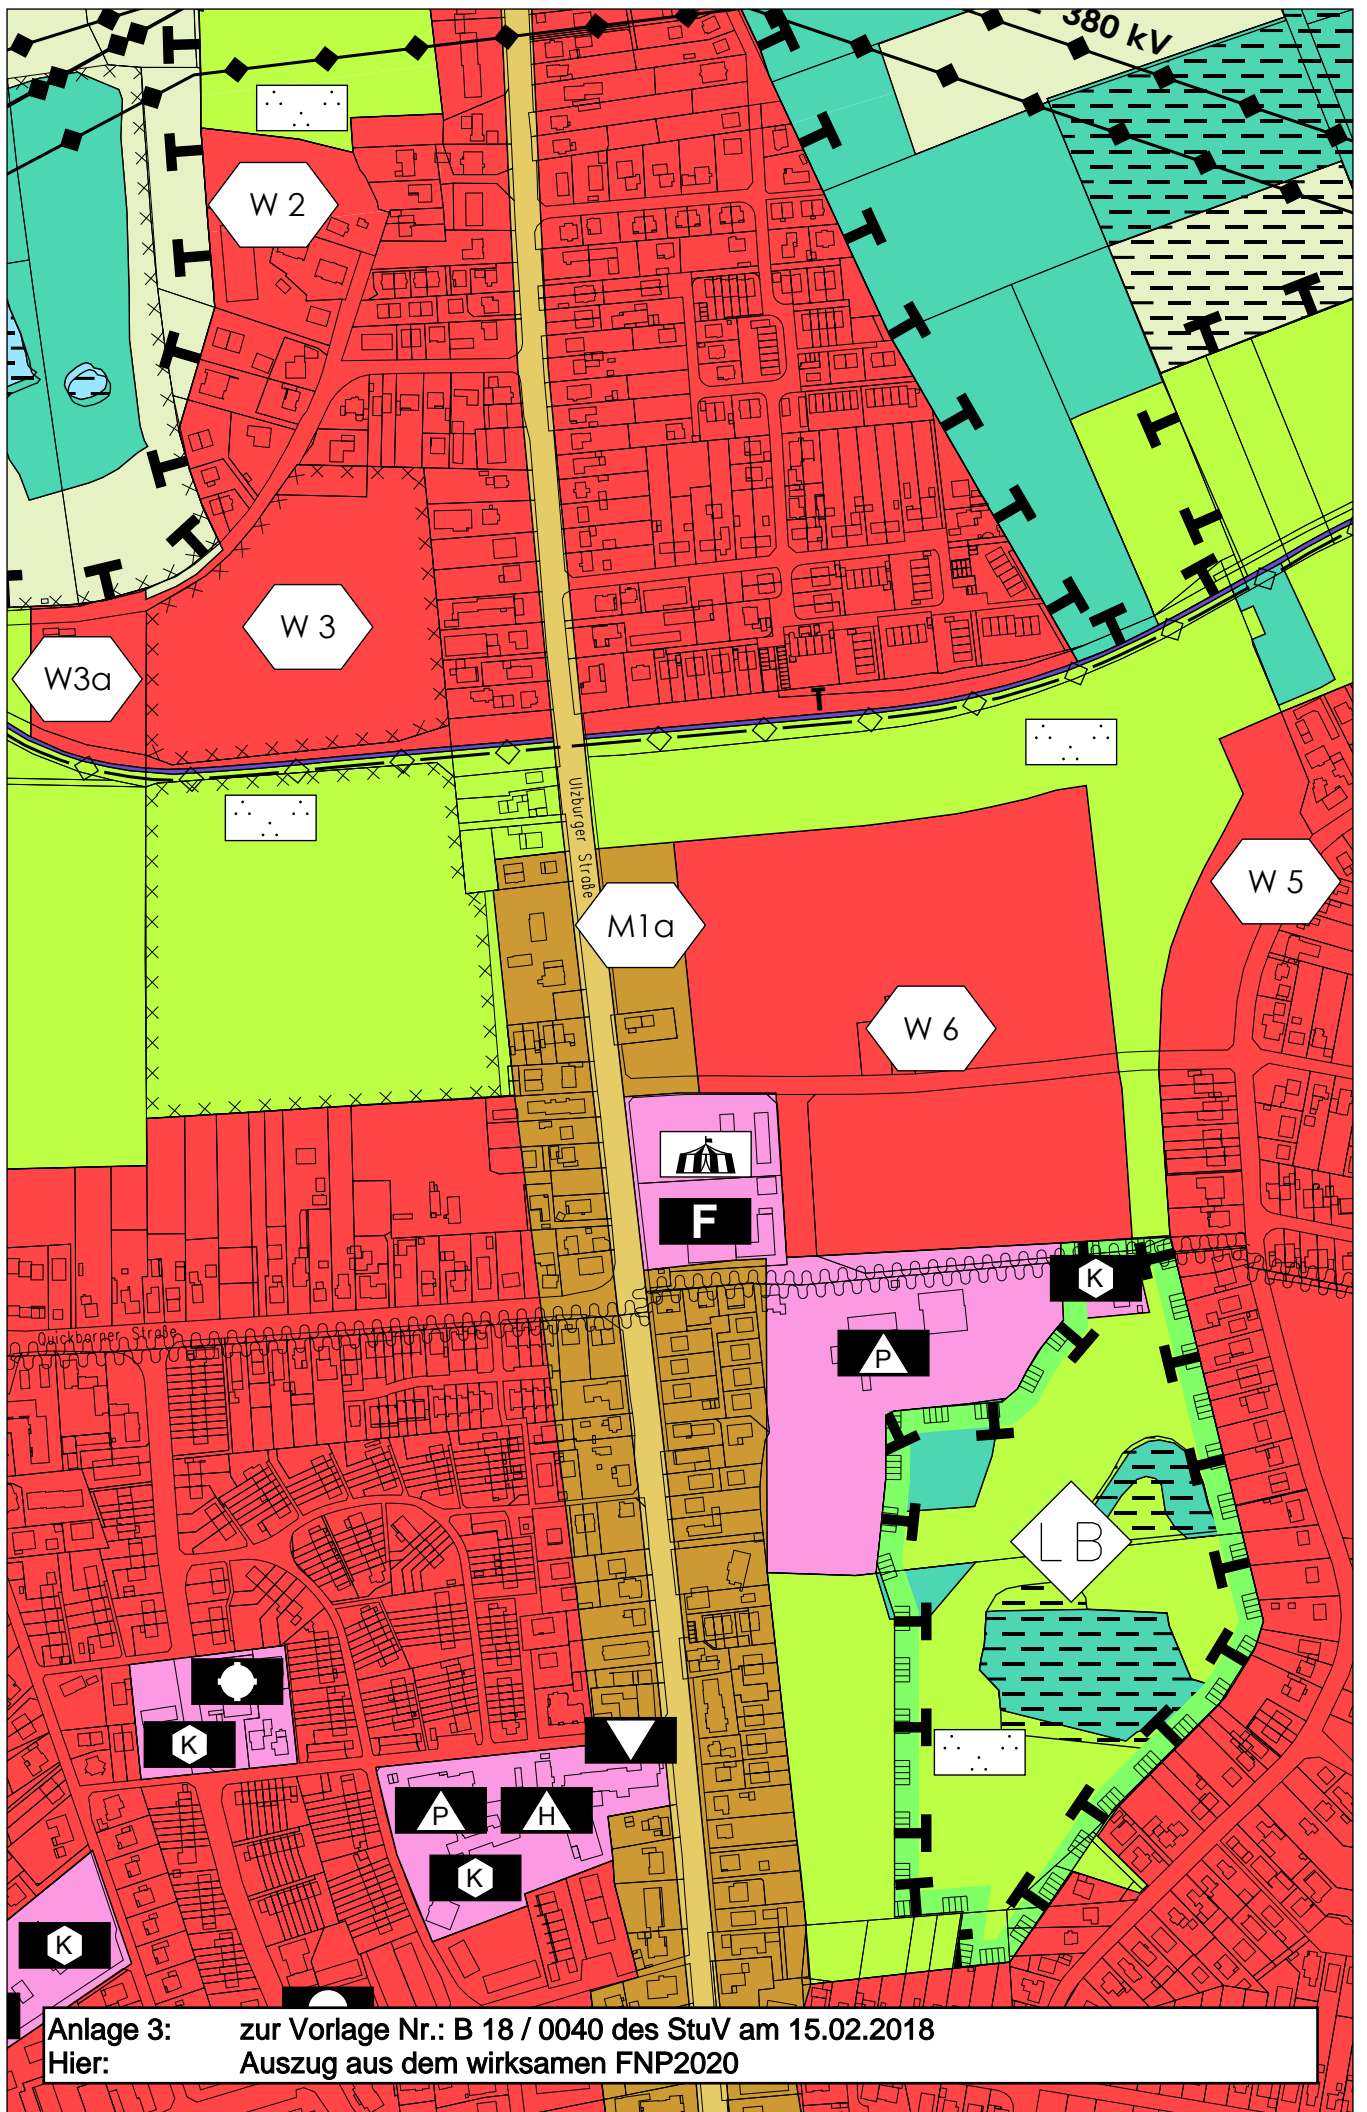 380 kV
W 2
W 3
W3a
Ulzburger Straße
W 5
M1a
W 6
F
K
Quickborner Straße
P
L B
K
P
H
K
K
Anlage 3: zur Vorlage Nr.: B 18 / 0040 des StuV am 15.02.2018
Hier: Auszug aus dem wirksamen FNP2020